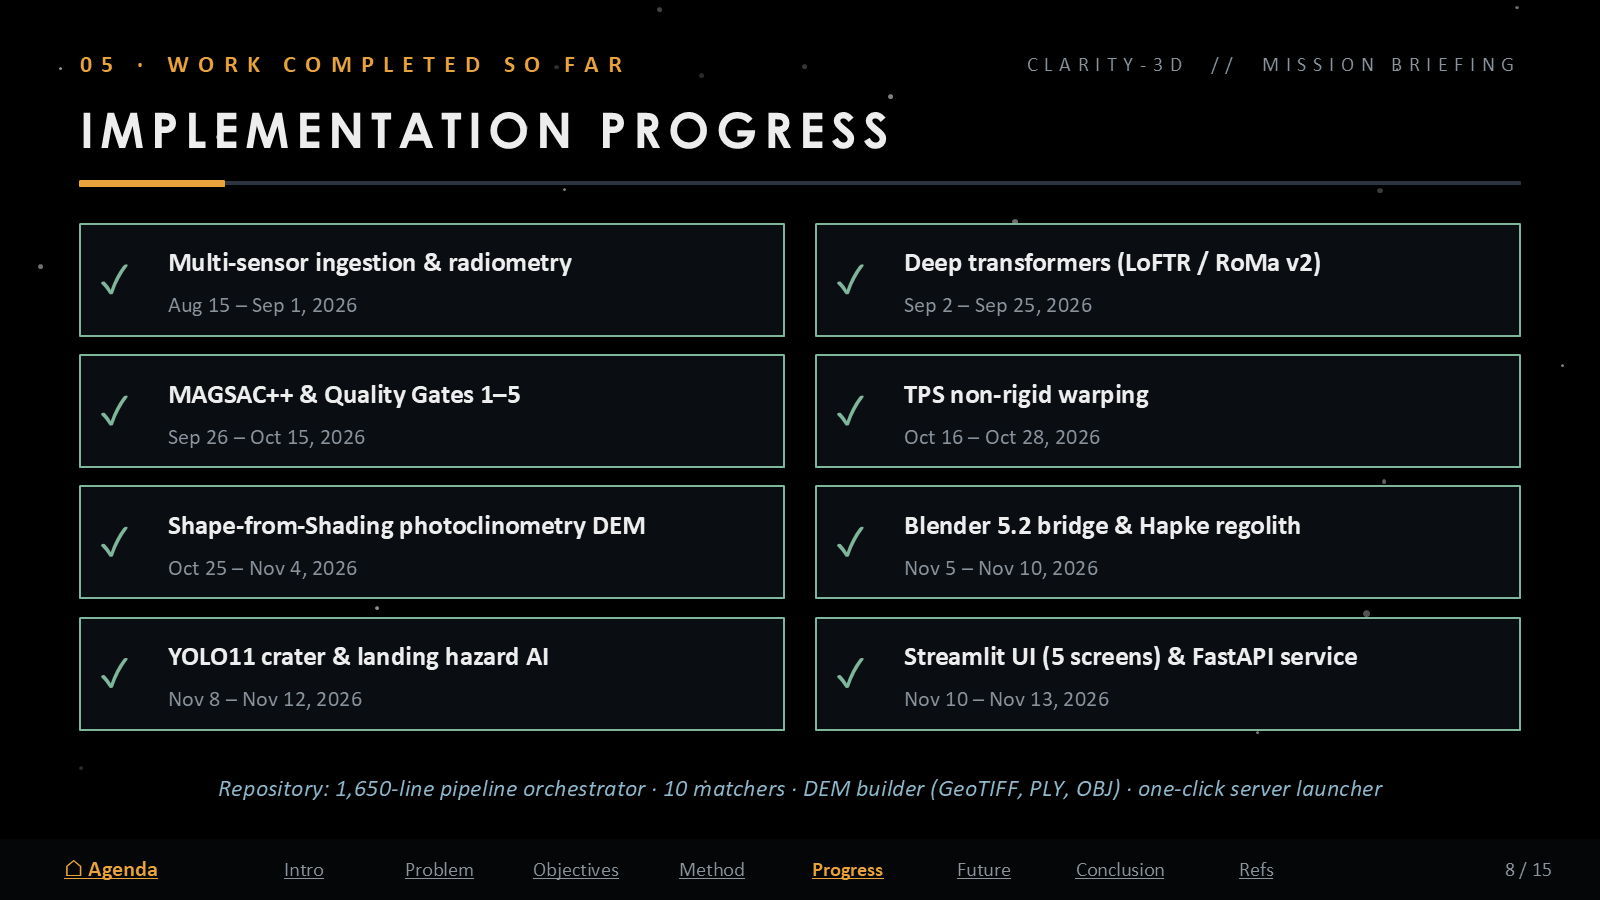 05 · WORK COMPLETED SO FAR
CLARITY-3D // MISSION BRIEFING
IMPLEMENTATION PROGRESS
✓ Multi-sensor ingestion & radiometry
Aug 15 – Sep 1, 2026
✓ Deep transformers (LoFTR / RoMa v2)
Sep 2 – Sep 25, 2026
✓ MAGSAC++ & Quality Gates 1–5
Sep 26 – Oct 15, 2026
✓ TPS non-rigid warping
Oct 16 – Oct 28, 2026
✓ Shape-from-Shading photoclinometry DEM
Oct 25 – Nov 4, 2026
✓ Blender 5.2 bridge & Hapke regolith
Nov 5 – Nov 10, 2026
✓ YOLO11 crater & landing hazard AI
Nov 8 – Nov 12, 2026
✓ Streamlit UI (5 screens) & FastAPI service
Nov 10 – Nov 13, 2026
Repository: 1,650-line pipeline orchestrator · 10 matchers · DEM builder (GeoTIFF, PLY, OBJ) · one-click server launcher
⌂ Agenda Intro Problem Objectives Method Progress Future Conclusion Refs 8 / 15